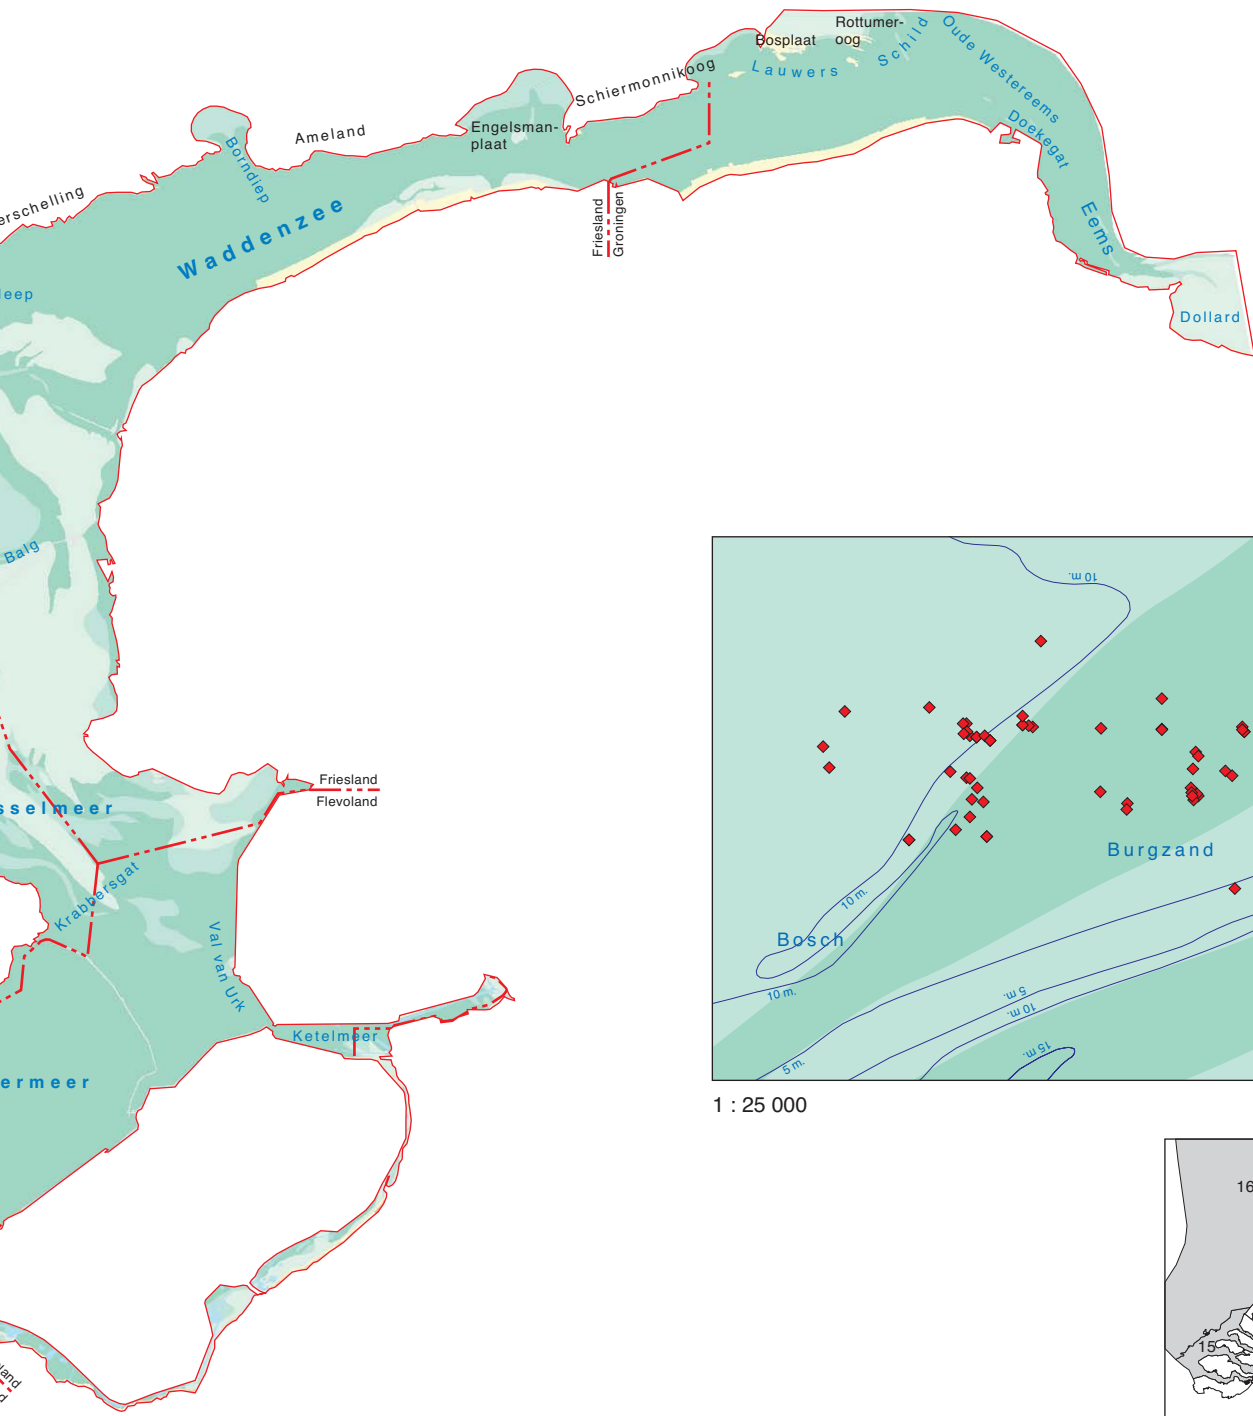 Rottumer-
oog
Bosplaat
Schild
Oude Westereems
Lauwers
Schiermonnikoog
Doekegat
Engelsman-
plaat
Ameland
Borndiep
erschelling
Waddenzee
Friesland
Groningen
Eems
leep
Dollard
Balg
10 m.
Friesland
Flevoland
sselmeer
Krabbersgat
Burgzand
10 m.
Bosch
Val van Urk
10 m.
5 m.
10 m.
15 m.
5 m.
Ketelmeer
ermeer
1 : 25 000
16
15
land
d